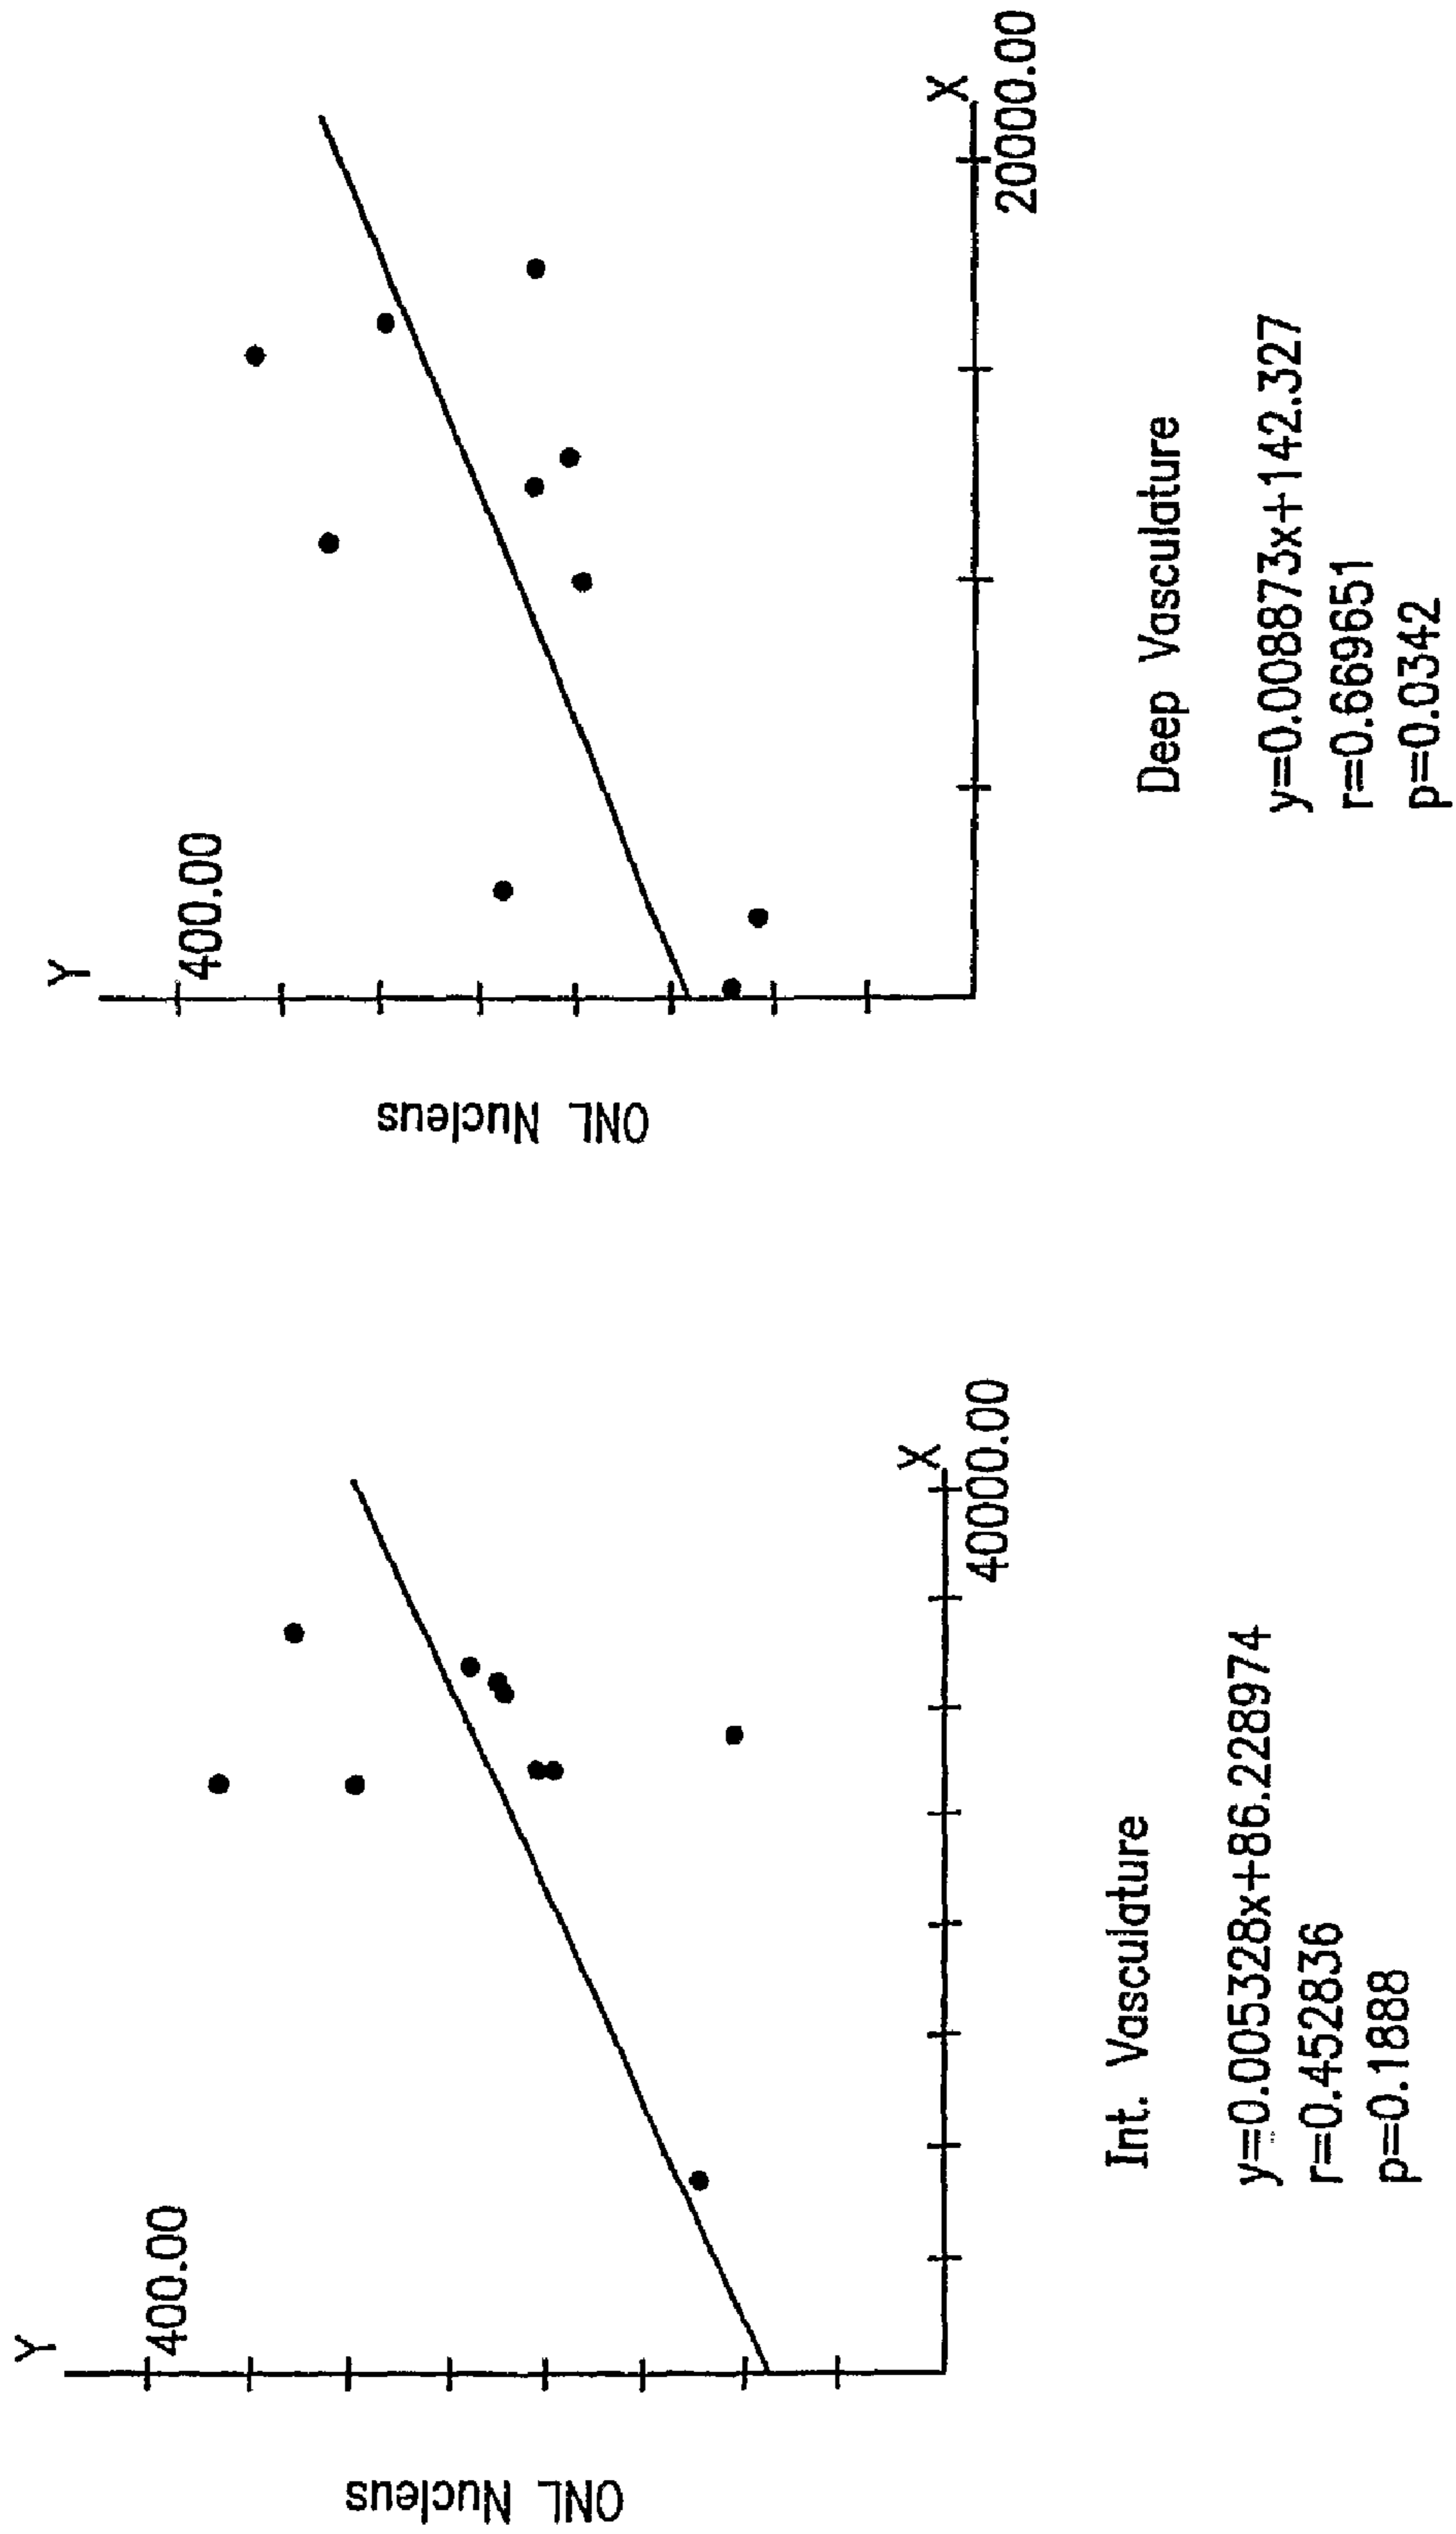 Y
400.00
ONL Nucleus
X
40000.00
Int. Vasculature
y=0.005328x+86.228974
r=0.452836
p=0.1888
Y
400.00
ONL Nucleus
X
20000.00
Deep Vasculature
y=0.008873x+142.327
r=0.669651
p=0.0342